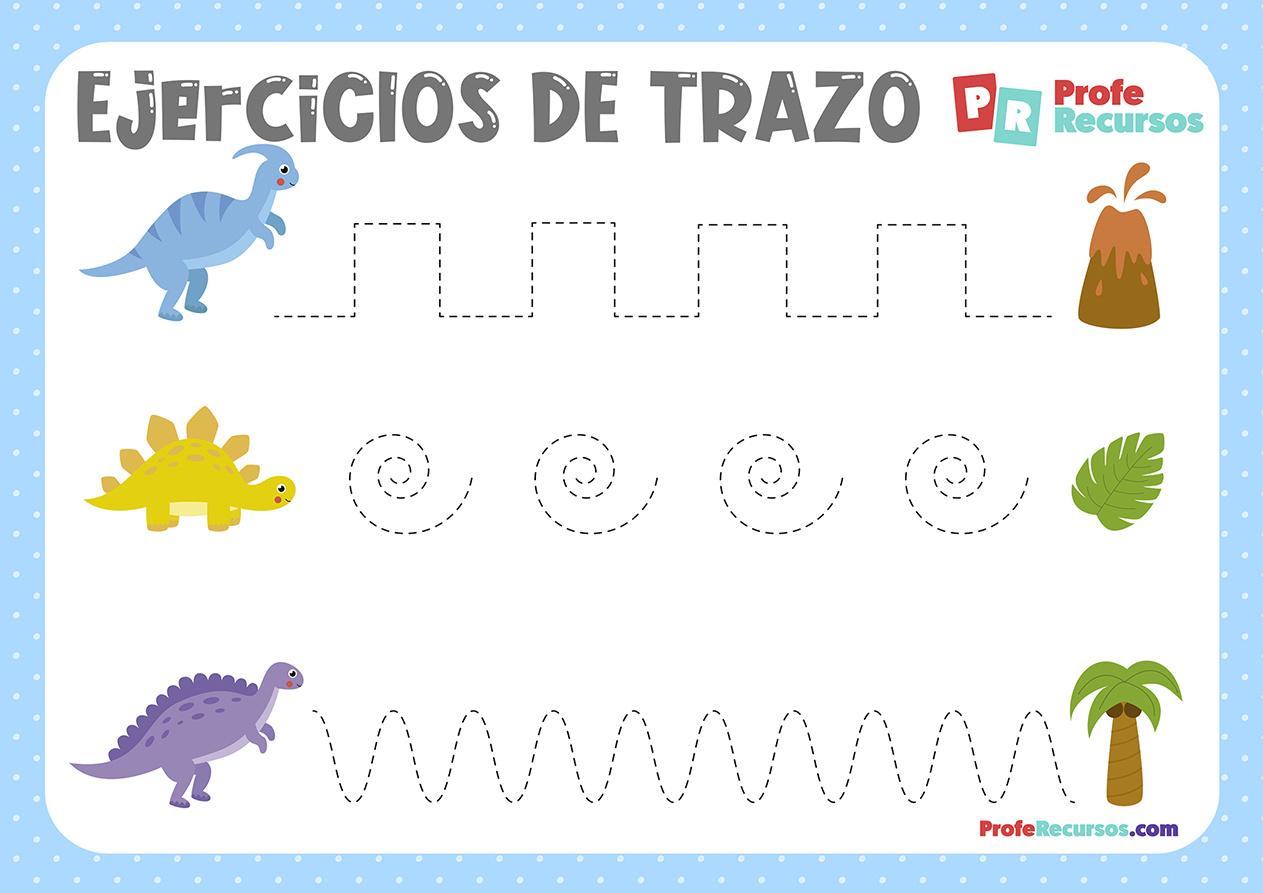 Ejercicios DE TRAZO
PR
Profe
Recursos
ProfeRecursos.com